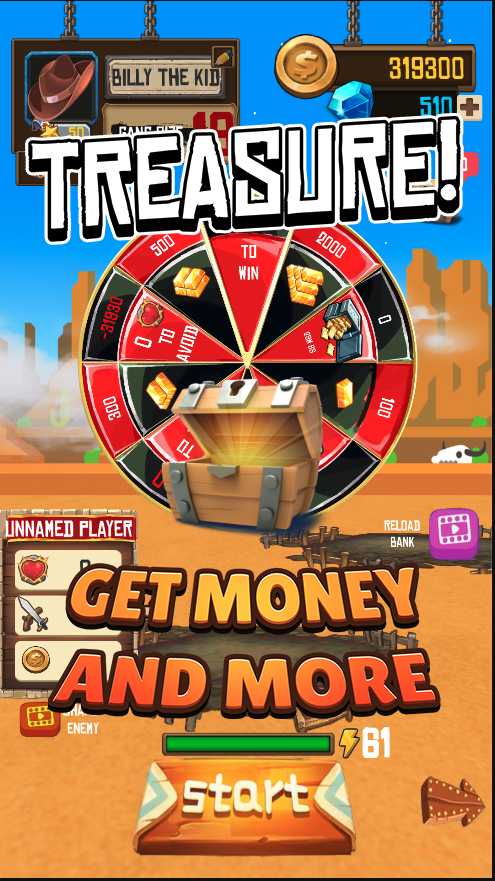 BILLY THE KID
319300
510
50
TREASURE!
500
TO
WIN
2000
-31930
0
TO
AVOID
0
300
100
TO
UNNAMED PLAYER
RELOAD
BANK
GET MONEY
AND MORE
ENEMY
61
start